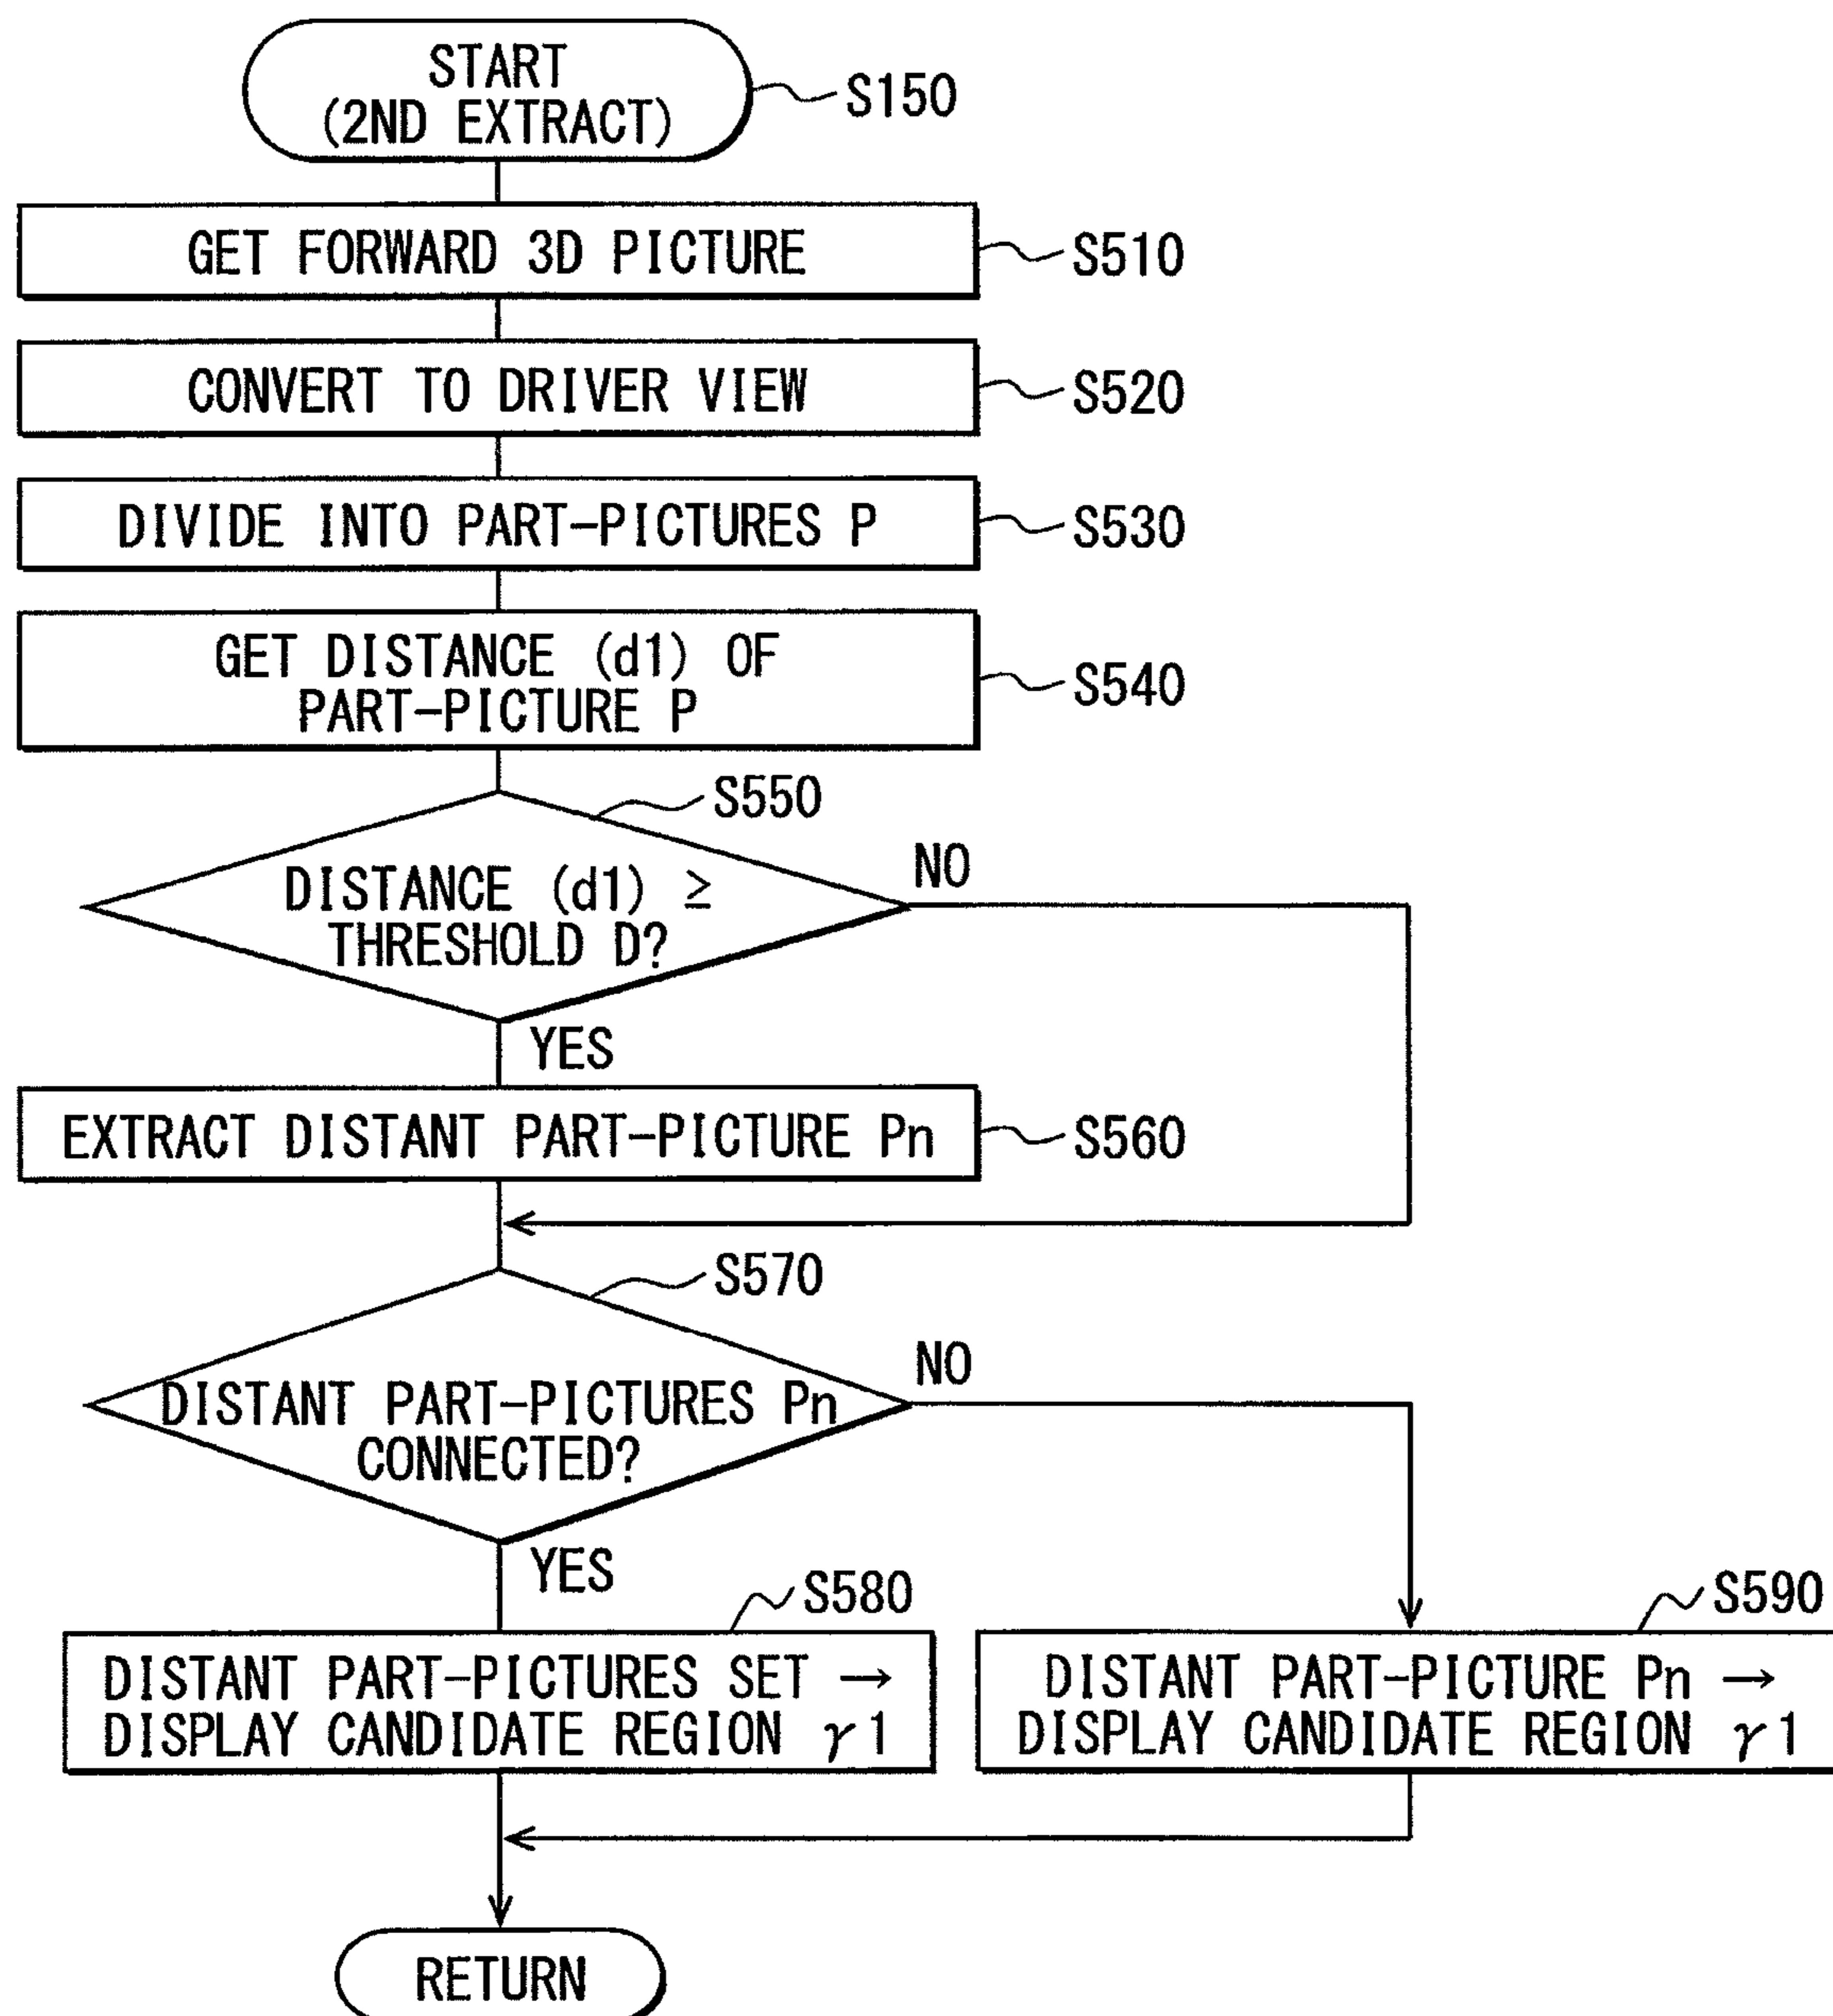 START
(2ND EXTRACT)
S150
GET FORWARD 3D PICTURE
S510
CONVERT TO DRIVER VIEW
S520
DIVIDE INTO PART-PICTURES P
S530
GET DISTANCE (d1) OF
PART-PICTURE P
S540
S550
DISTANCE (d1) ≥
THRESHOLD D?
NO
YES
EXTRACT DISTANT PART-PICTURE Pn
S560
S570
DISTANT PART-PICTURES Pn
CONNECTED?
NO
YES
S580
DISTANT PART-PICTURES SET →
DISPLAY CANDIDATE REGION γ1
S590
DISTANT PART-PICTURE Pn →
DISPLAY CANDIDATE REGION γ1
RETURN